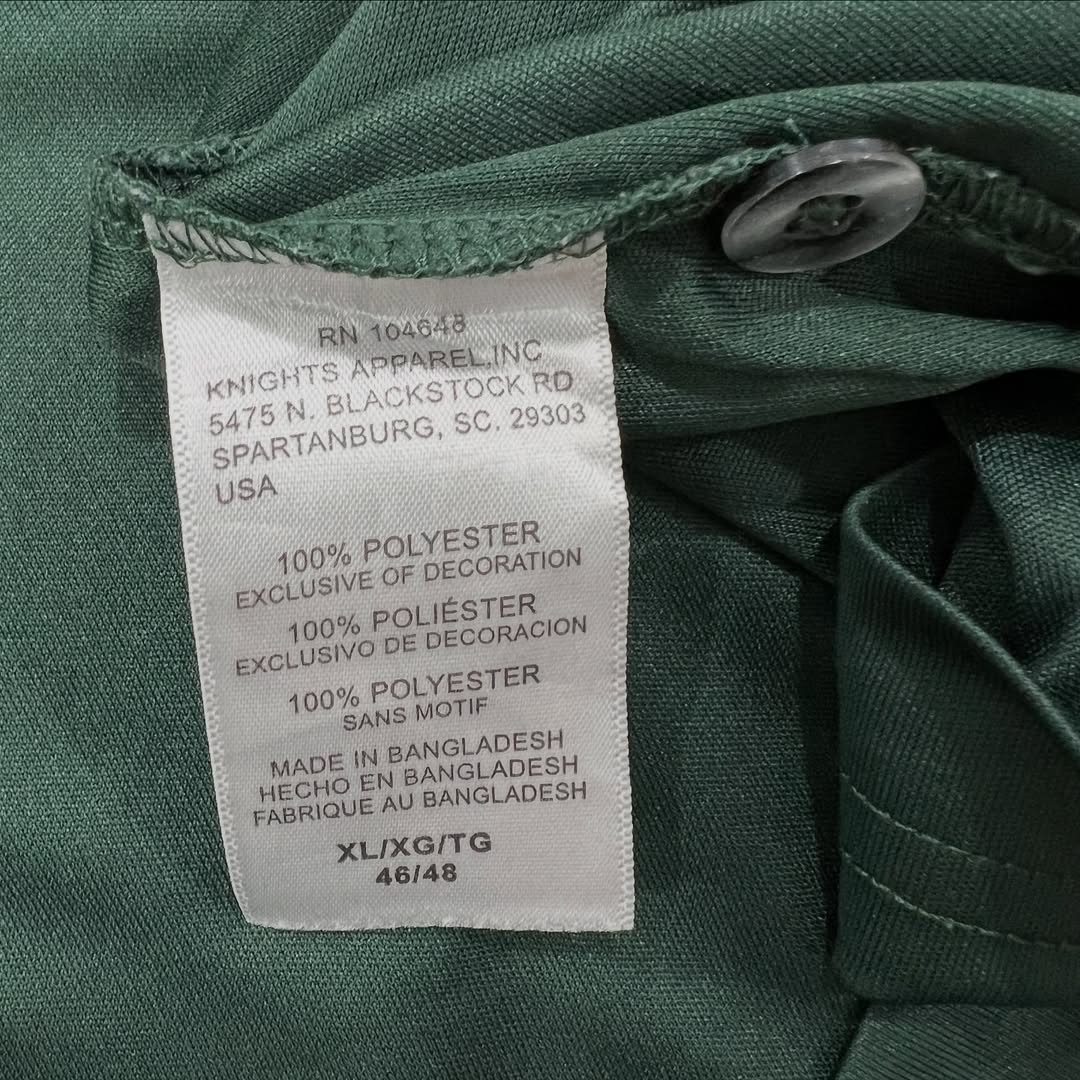 RN 104648
KNIGHTS APPAREL,INC
5475 N. BLACKSTOCK RD
SPARTANBURG, SC. 29303
USA
100% POLYESTER
EXCLUSIVE OF DECORATION
100% POLIÉSTER
EXCLUSIVO DE DECORACION
100% POLYESTER
SANS MOTIF
MADE IN BANGLADESH
HECHO EN BANGLADESH
FABRIQUE AU BANGLADESH
XL/XG/TG
46/48